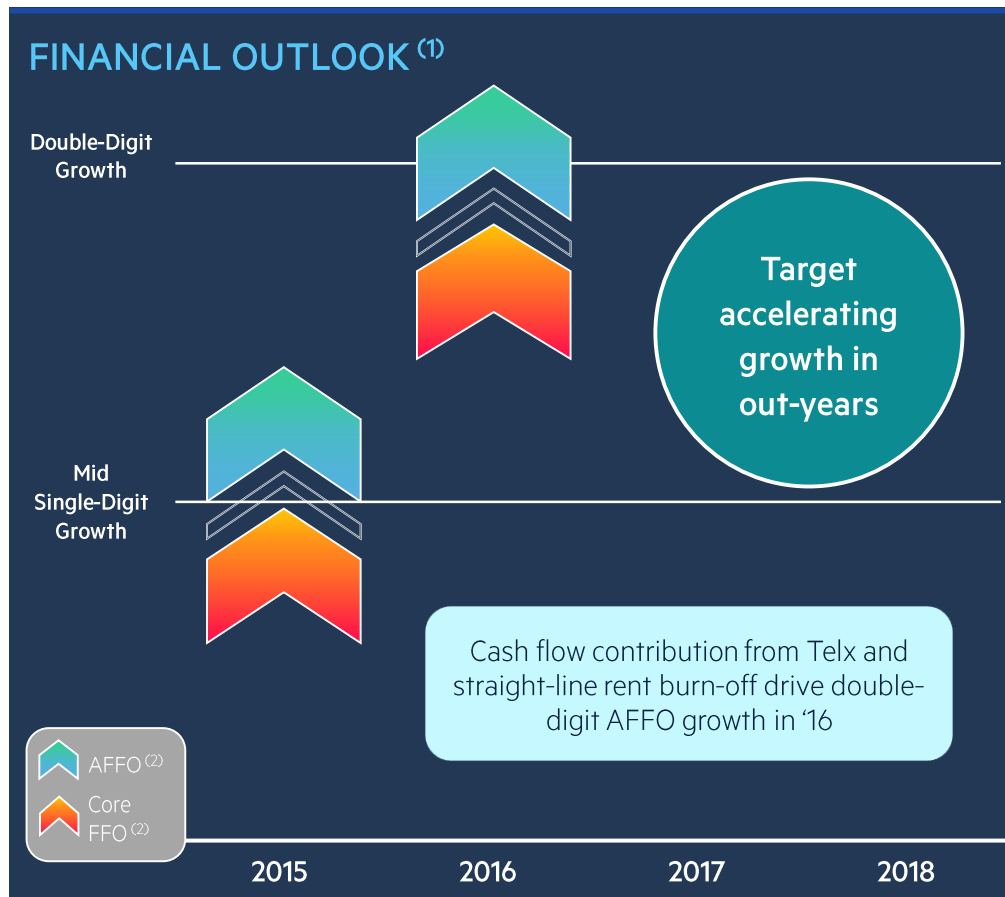 FINANCIAL OUTLOOK (1)
Double-Digit
Growth
Target
accelerating
growth in
out-years
Mid
Single-Digit
Growth
Cash flow contribution from Telx and
straight-line rent burn-off drive double-
digit AFFO growth in ‘16
AFFO (2)
Core
FFO (2)
2015
2016
2017
2018